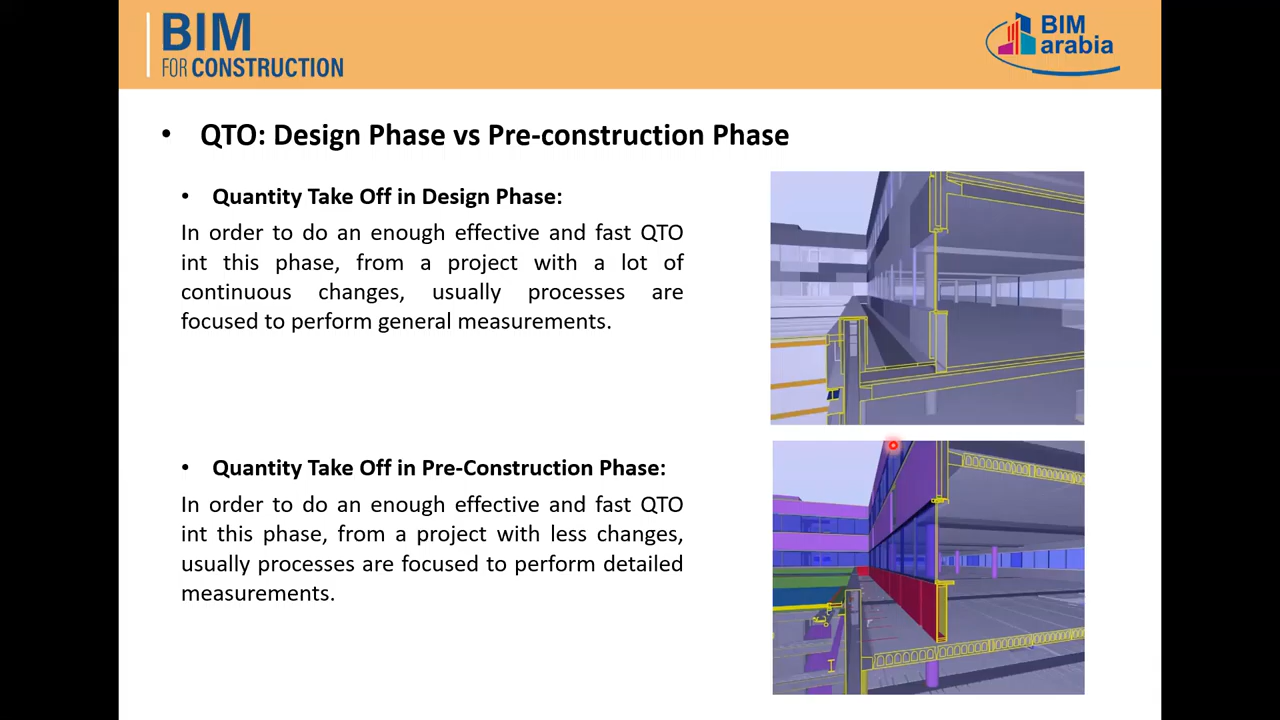 BIM
FOR CONSTRUCTION
BIM
arabia
• QTO: Design Phase vs Pre-construction Phase
• Quantity Take Off in Design Phase:
In order to do an enough effective and fast QTO
int this phase, from a project with a lot of
continuous changes, usually processes are
focused to perform general measurements.
• Quantity Take Off in Pre-Construction Phase:
In order to do an enough effective and fast QTO
int this phase, from a project with less changes,
usually processes are focused to perform detailed
measurements.